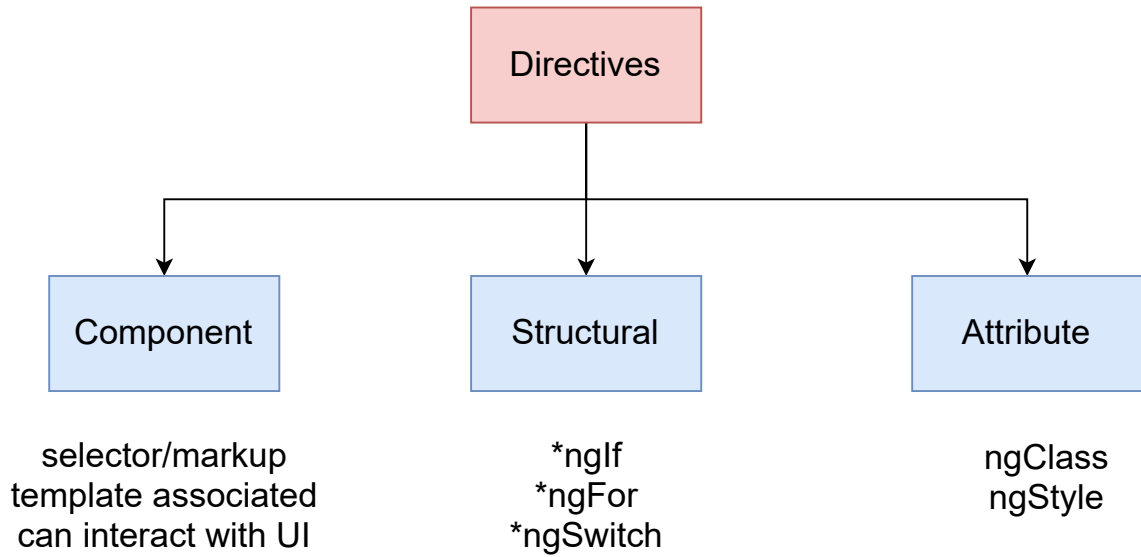 Directives
Component
Structural
Attribute
selector/markup
template associated
can interact with UI
*ngIf
*ngFor
*ngSwitch
ngClass
ngStyle